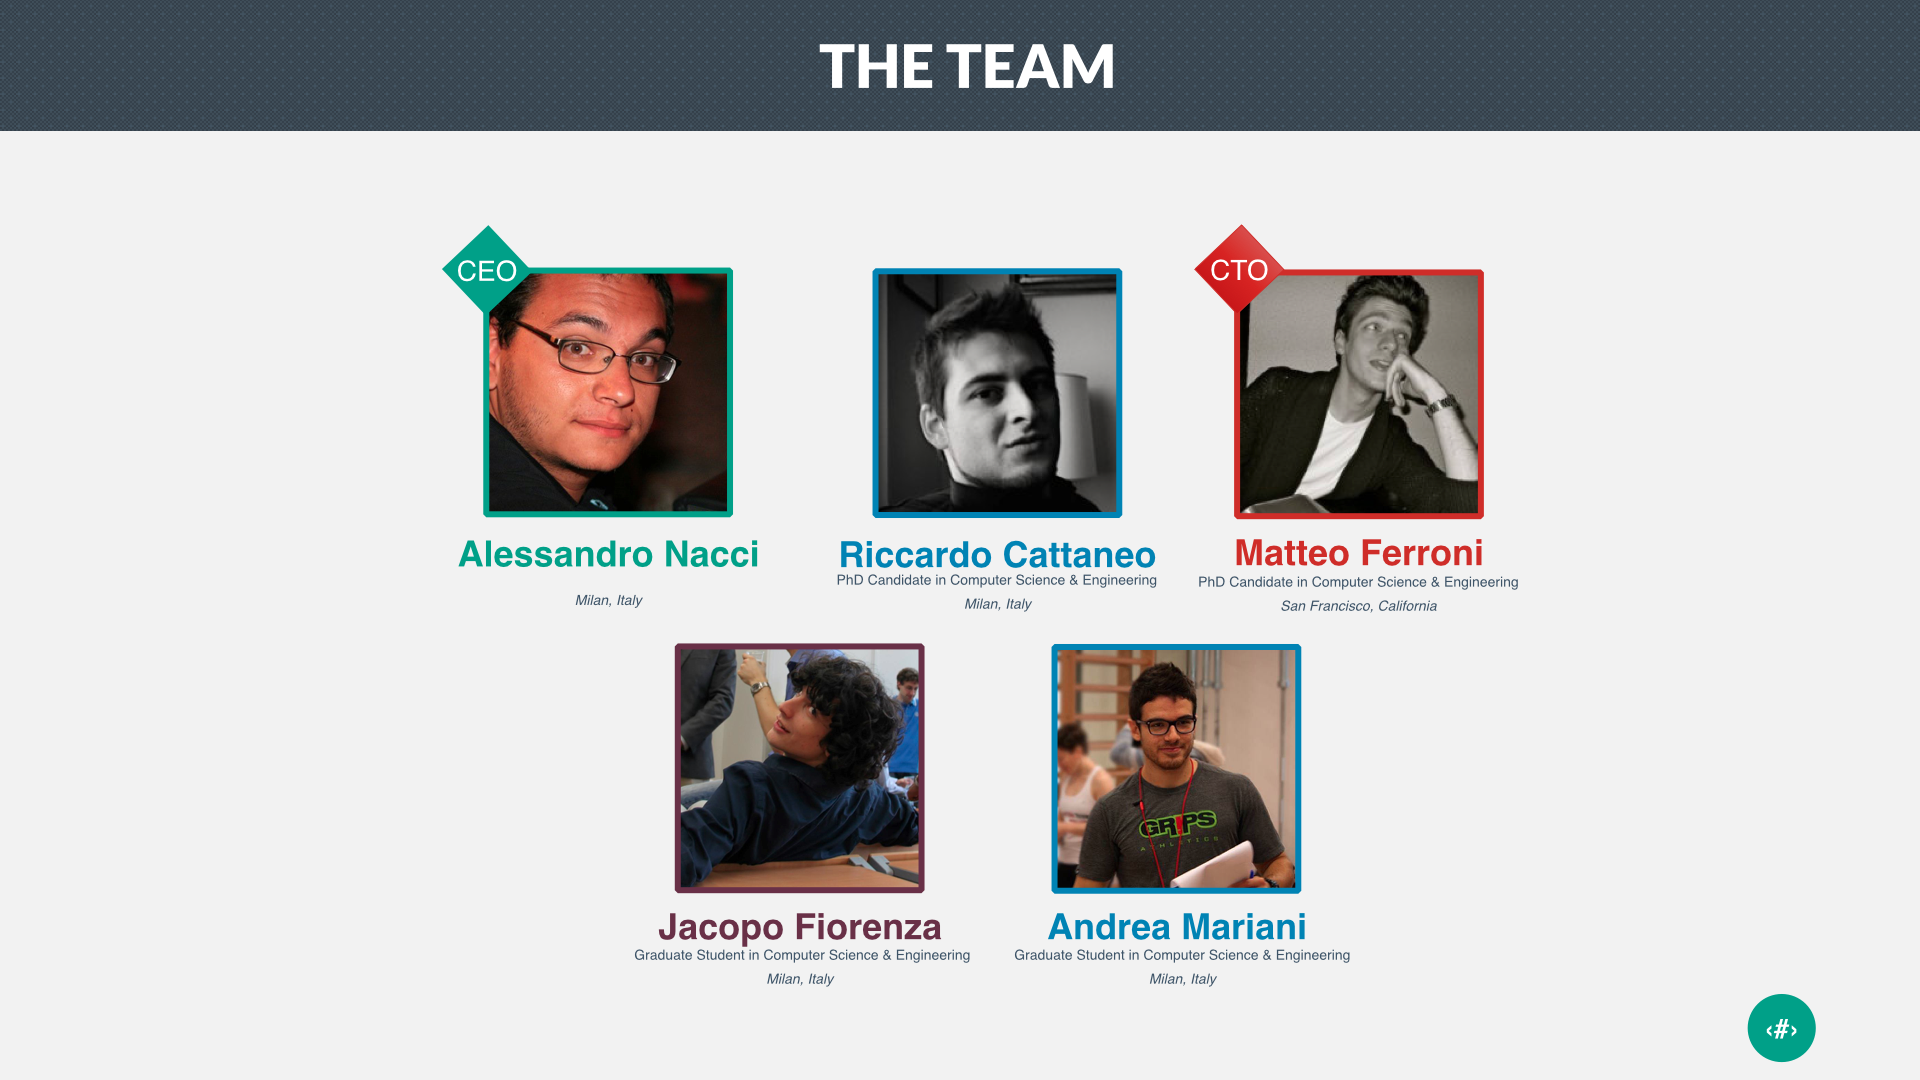 THE TEAM
CEO
CTO
Alessandro Nacci
Milan, Italy
Riccardo Cattaneo
PhD Candidate in Computer Science & Engineering
Milan, Italy
Matteo Ferroni
PhD Candidate in Computer Science & Engineering
San Francisco, California
GRIPS
ATHLETICS
Jacopo Fiorenza
Graduate Student in Computer Science & Engineering
Milan, Italy
Andrea Mariani
Graduate Student in Computer Science & Engineering
Milan, Italy
‹#›